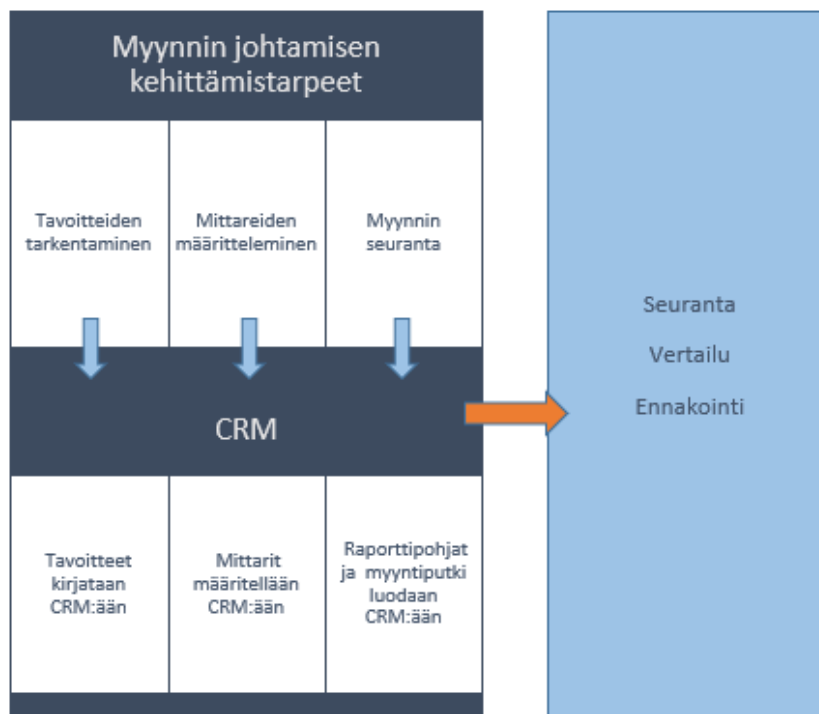 Myynnin johtamisen
kehittämistarpeet
Tavoitteiden
tarkentaminen
Mittareiden
määritteleminen
Myynnin
seuranta
CRM
Tavoitteet
kirjataan
CRM:ään
Mittarit
määritellään
CRM:ään
Raporttipohjat
ja myyntiputki
luodaan
CRM:ään
Seuranta
Vertailu
Ennakointi